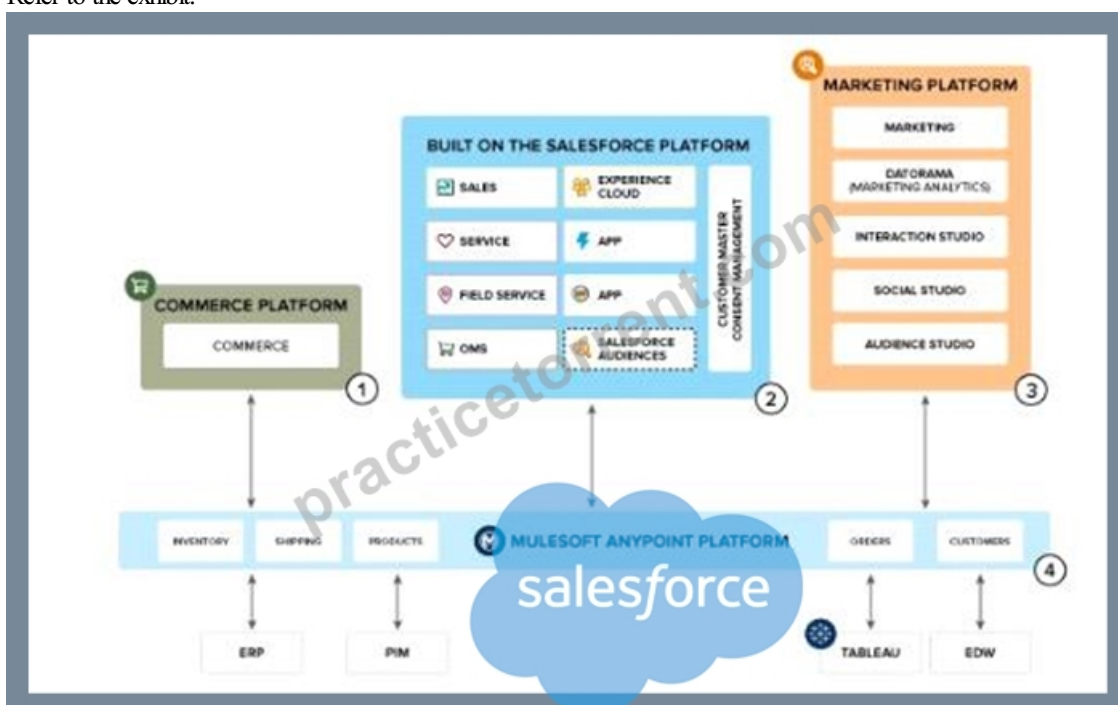 Refer to the exhibit.
MARKETING PLATFORM
MARKETING
DATORAMA
(MARKETING ANALYTICS)
INTERACTION STUDIO
SOCIAL STUDIO
AUDIENCE STUDIO
3
BUILT ON THE SALESFORCE PLATFORM
SALES
EXPERIENCE
CLOUD
SERVICE
APP
FIELD SERVICE
APP
OMS
SALESFORCE
AUDIENCES
CUSTOMER MASTER
CONSENT MANAGEMENT
2
COMMERCE PLATFORM
COMMERCE
1
practicetorrent.com
INVENTORY
SHIPPING
PRODUCTS
MULESOFT ANYPOINT PLATFORM
ORDERS
CUSTOMERS
4
salesforce
ERP
PIM
TABLEAU
EDW